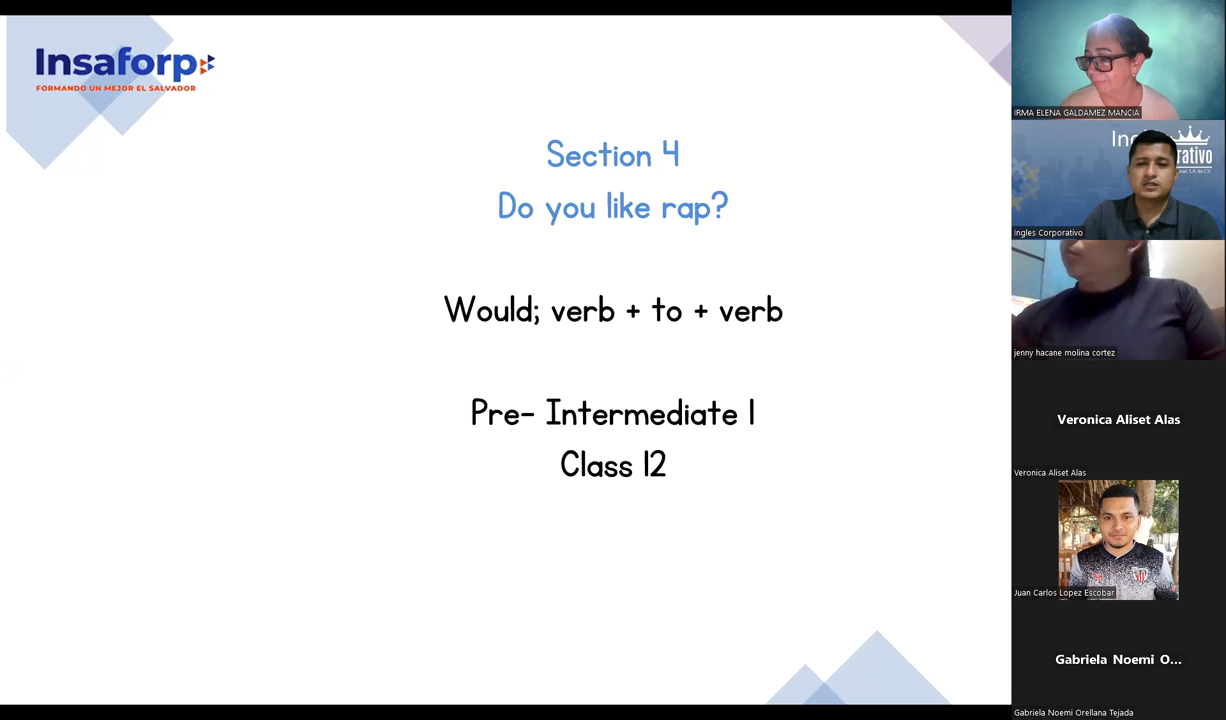 Insaforp
FORMANDO UN MEJOR EL SALVADOR
Section 4
Do you like rap?
Would; verb + to + verb
Pre- Intermediate 1
Class 12
IRMA ELENA GALDAMEZ MANCIA
Ingles Corporativo
jenny hacane molina cortez
Veronica Aliset Alas
Veronica Aliset Alas
Juan Carlos Lopez Escobar
Gabriela Noemi O...
Gabriela Noemi Orellana Tejada